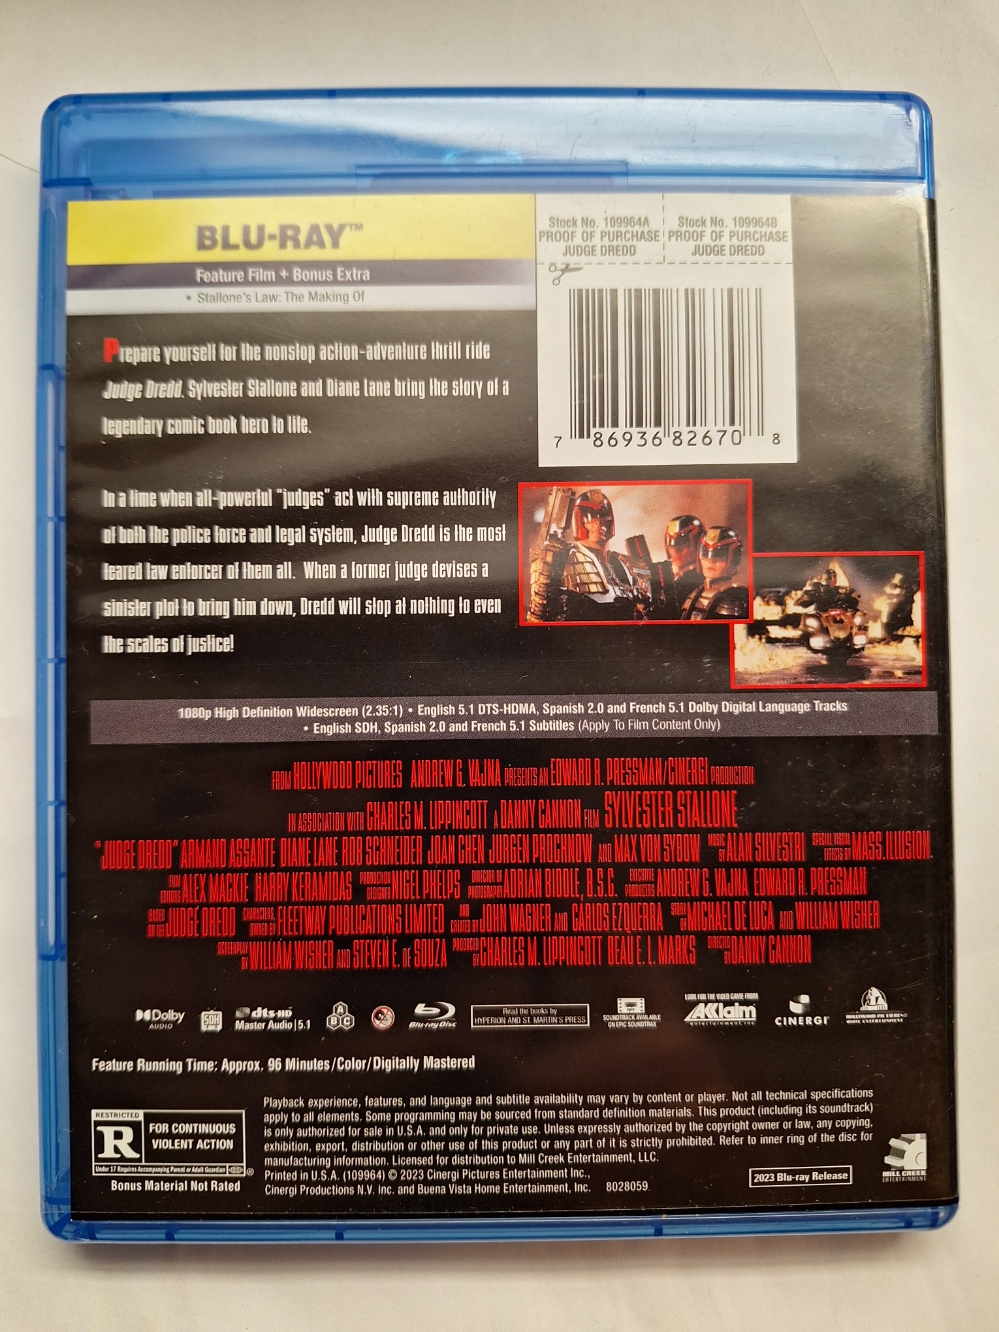 BLU-RAY™
Feature Film + Bonus Extra
• Stallone's Law: The Making Of
Stock No. 109964A
PROOF OF PURCHASE
JUDGE DREDD
Stock No. 109964B
PROOF OF PURCHASE
JUDGE DREDD
7 86936 82670 8
Prepare yourself for the nonstop action-adventure thrill ride
Judge Dredd. Sylvester Stallone and Diane Lane bring the story of a
legendary comic book hero to life.
In a time when all-powerful "judges" act with supreme authority
of both the police force and legal system, Judge Dredd is the most
feared law enforcer of them all. When a former judge devises a
sinister plot to bring him down, Dredd will stop at nothing to even
the scales of justice!
1080p High Definition Widescreen (2.35:1) • English 5.1 DTS-HDMA, Spanish 2.0 and French 5.1 Dolby Digital Language Tracks
• English SDH, Spanish 2.0 and French 5.1 Subtitles (Apply To Film Content Only)
FROM HOLLYWOOD PICTURES ANDREW G. VAJNA PRESENTS AN EDWARD R. PRESSMAN/CINERGI PRODUCTION
IN ASSOCIATION WITH CHARLES M. LIPPINCOTT A DANNY CANNON FILM SYLVESTER STALLONE
"JUDGE DREDD" ARMAND ASSANTE DIANE LANE ROB SCHNEIDER JOAN CHEN JURGEN PROCHNOW AND MAX VON SYDOW MUSIC BY ALAN SILVESTRI SPECIAL VISUAL EFFECTS BY MASS.ILLUSION
FILM EDITORS ALEX MACKIE HARRY KERAMIDAS PRODUCTION DESIGNER NIGEL PHELPS DIRECTOR OF PHOTOGRAPHY ADRIAN BIDDLE, B.S.C. EXECUTIVE PRODUCERS ANDREW G. VAJNA EDWARD R. PRESSMAN
BASED ON THE JUDGE DREDD CHARACTERS OWNED BY FLEETWAY PUBLICATIONS LIMITED AND CREATED BY JOHN WAGNER AND CARLOS EZQUERRA STORY BY MICHAEL DE LUCA AND WILLIAM WISHER
SCREENPLAY BY WILLIAM WISHER AND STEVEN E. DE SOUZA PRODUCED BY CHARLES M. LIPPINCOTT BEAU E. L. MARKS DIRECTED BY DANNY CANNON
Dolby
AUDIO
SDH
dts-HD
Master Audio | 5.1
A
B C
Blu-ray Disc
Read the books by
HYPERION AND ST. MARTIN'S PRESS
SOUNDTRACK AVAILABLE
ON EPIC SOUNDTRAX
LOOK FOR THE VIDEO GAME FROM
AKklaim
entertainment, inc.
CINERGI
HOLLYWOOD PICTURES
HOME ENTERTAINMENT
Feature Running Time: Approx. 96 Minutes/Color/Digitally Mastered
RESTRICTED
R
FOR CONTINUOUS
VIOLENT ACTION
Under 17 Requires Accompanying Parent or Adult Guardian
®
Bonus Material Not Rated
Playback experience, features, and language and subtitle availability may vary by content or player. Not all technical specifications
apply to all elements. Some programming may be sourced from standard definition materials. This product (including its soundtrack)
is only authorized for sale in U.S.A. and only for private use. Unless expressly authorized by the copyright owner or law, any copying,
exhibition, export, distribution or other use of this product or any part of it is strictly prohibited. Refer to inner ring of the disc for
manufacturing information. Licensed for distribution to Mill Creek Entertainment, LLC.
Printed in U.S.A. (109964) © 2023 Cinergi Pictures Entertainment Inc.,
Cinergi Productions N.V. Inc. and Buena Vista Home Entertainment, Inc. 8028059
2023 Blu-ray Release
MILL CREEK
ENTERTAINMENT